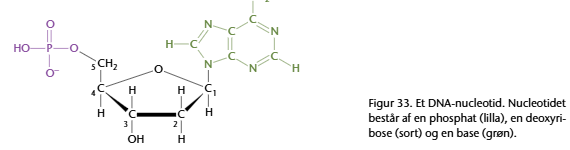 O
HO–P–O
O⁻
5 CH₂
O
4 C
H
H
3
OH
H
C
2
H
C 1
H
N
H–C
N
C
C
C
N
C–H
N
Figur 33. Et DNA-nucleotid. Nucleotidet
består af en phosphat (lilla), en deoxyri-
bose (sort) og en base (grøn).